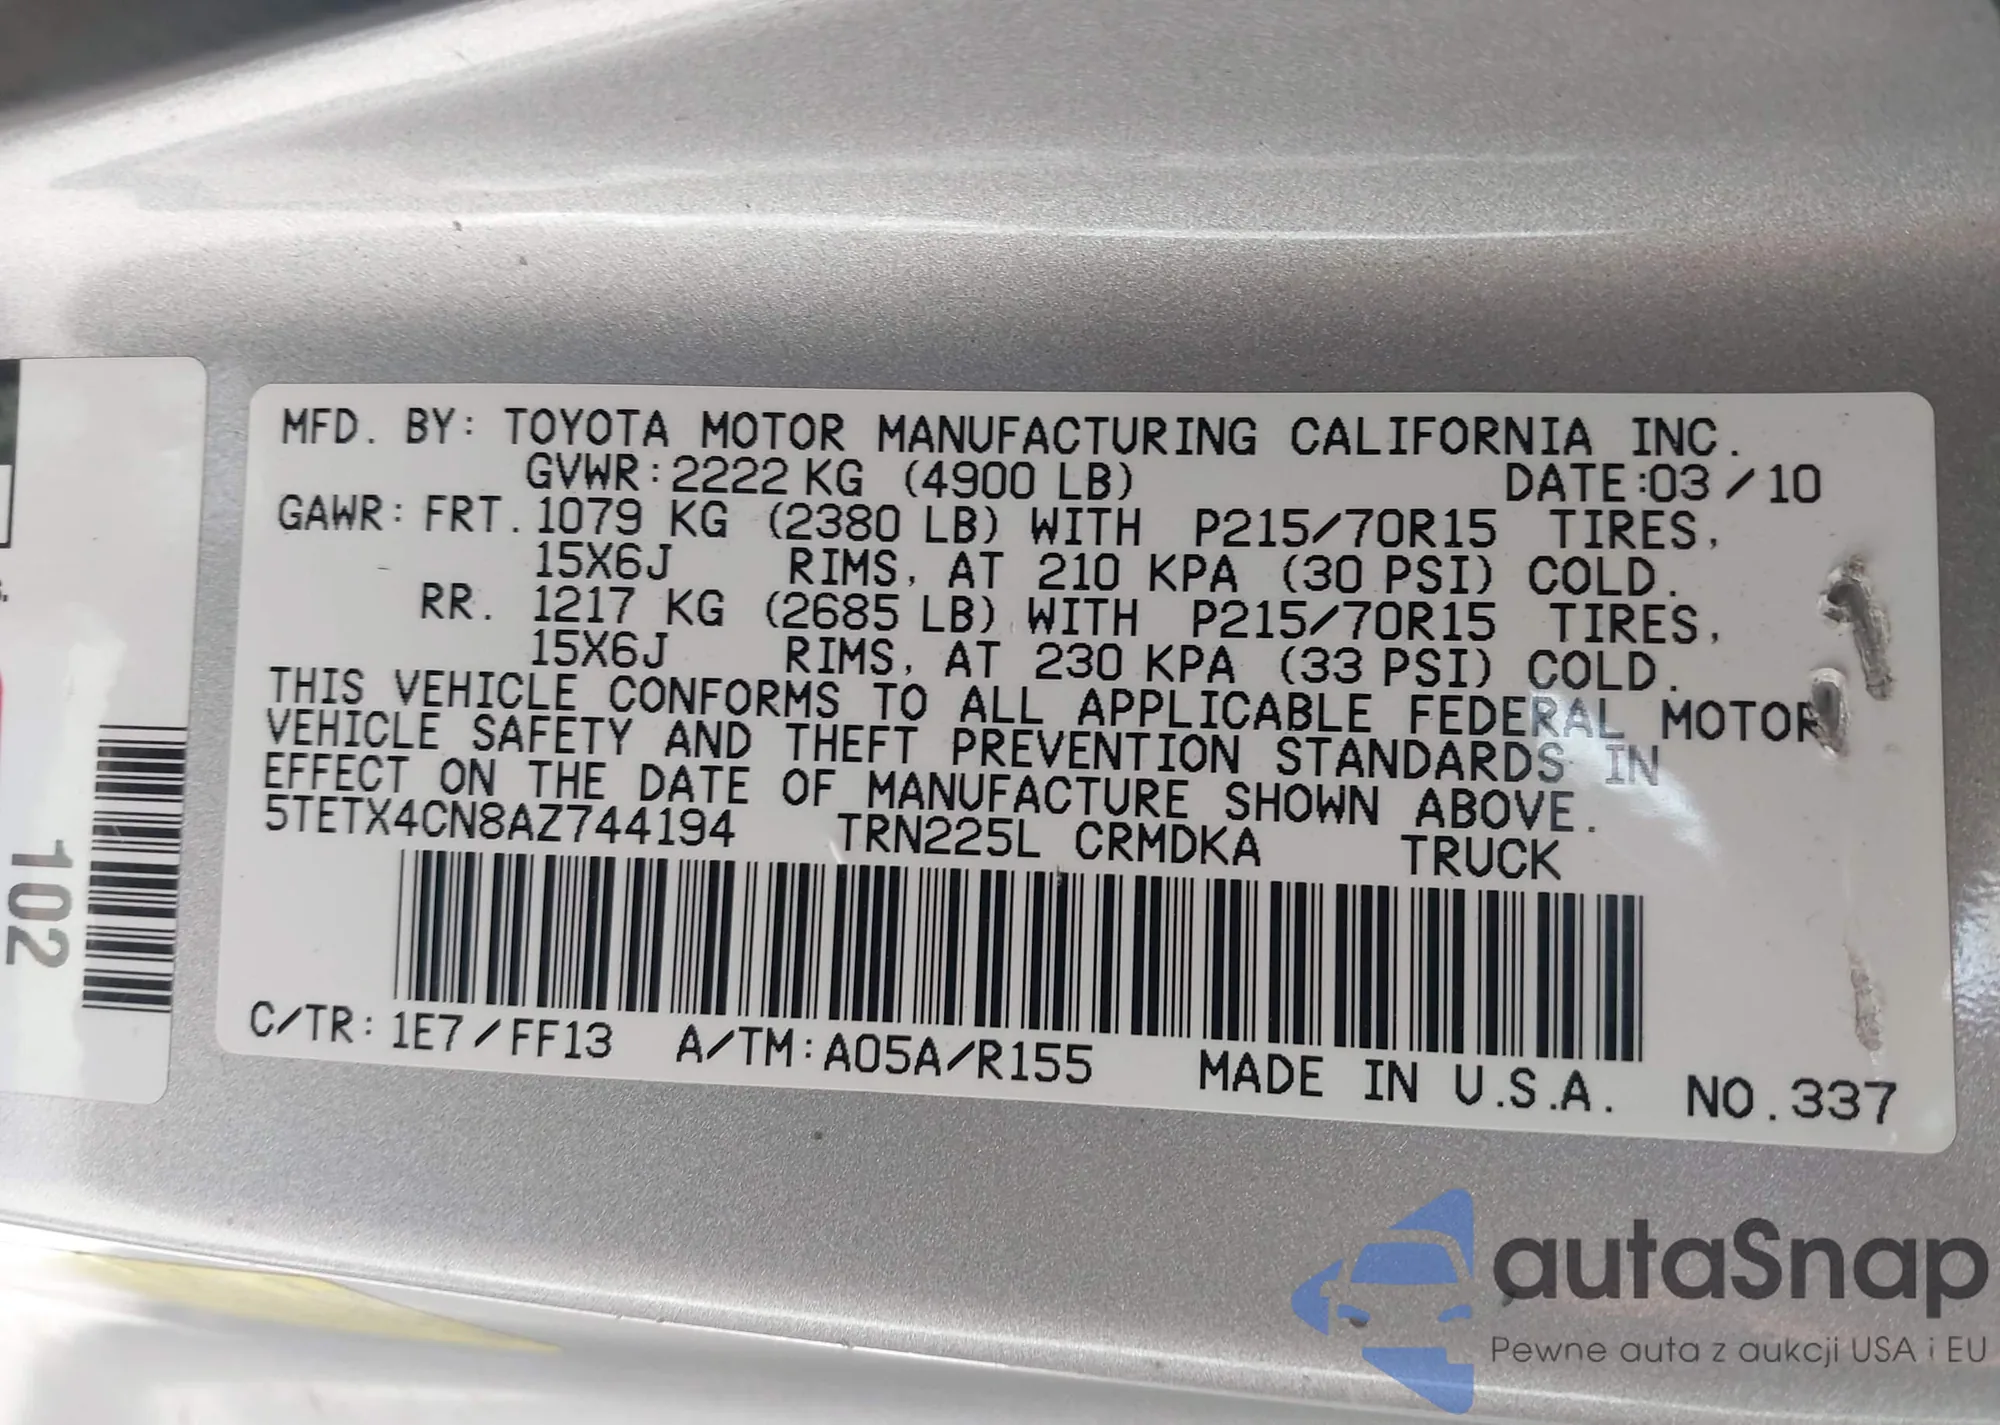 MFD. BY: TOYOTA MOTOR MANUFACTURING CALIFORNIA INC.
GVWR: 2222 KG (4900 LB) DATE:03/10
GAWR: FRT. 1079 KG (2380 LB) WITH P215/70R15 TIRES,
15X6J RIMS, AT 210 KPA (30 PSI) COLD.
RR. 1217 KG (2685 LB) WITH P215/70R15 TIRES,
15X6J RIMS, AT 230 KPA (33 PSI) COLD.
THIS VEHICLE CONFORMS TO ALL APPLICABLE FEDERAL MOTOR
VEHICLE SAFETY AND THEFT PREVENTION STANDARDS IN
EFFECT ON THE DATE OF MANUFACTURE SHOWN ABOVE.
5TETX4CN8AZ744194 TRN225L CRMDKA TRUCK
C/TR: 1E7/FF13 A/TM: A05A/R155 MADE IN U.S.A. NO.337
102
autaSnap
Pewne auta z aukcji USA i EU